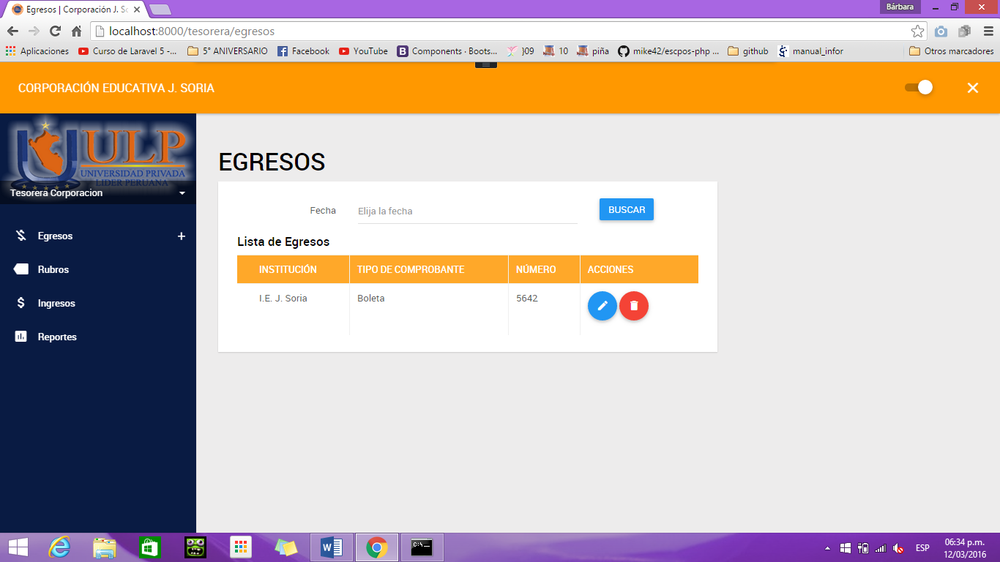 Egresos | Corporación J. So
Bárbara
localhost:8000/tesorera/egresos
Aplicaciones
Curso de Laravel 5 -...
5° ANIVERSARIO
Facebook
YouTube
B
Components · Boots...
)09
10
piña
mike42/escpos-php ...
github
manual_infor
Otros marcadores
CORPORACIÓN EDUCATIVA J. SORIA
ULP
UNIVERSIDAD PRIVADA
LIDER PERUANA
Tesorera Corporacion
EGRESOS
Fecha
Elija la fecha
BUSCAR
Egresos
Rubros
Ingresos
Reportes
Lista de Egresos
INSTITUCIÓN TIPO DE COMPROBANTE NÚMERO ACCIONES
I.E. J. Soria Boleta 5642
ESP
06:34 p.m.
12/03/2016